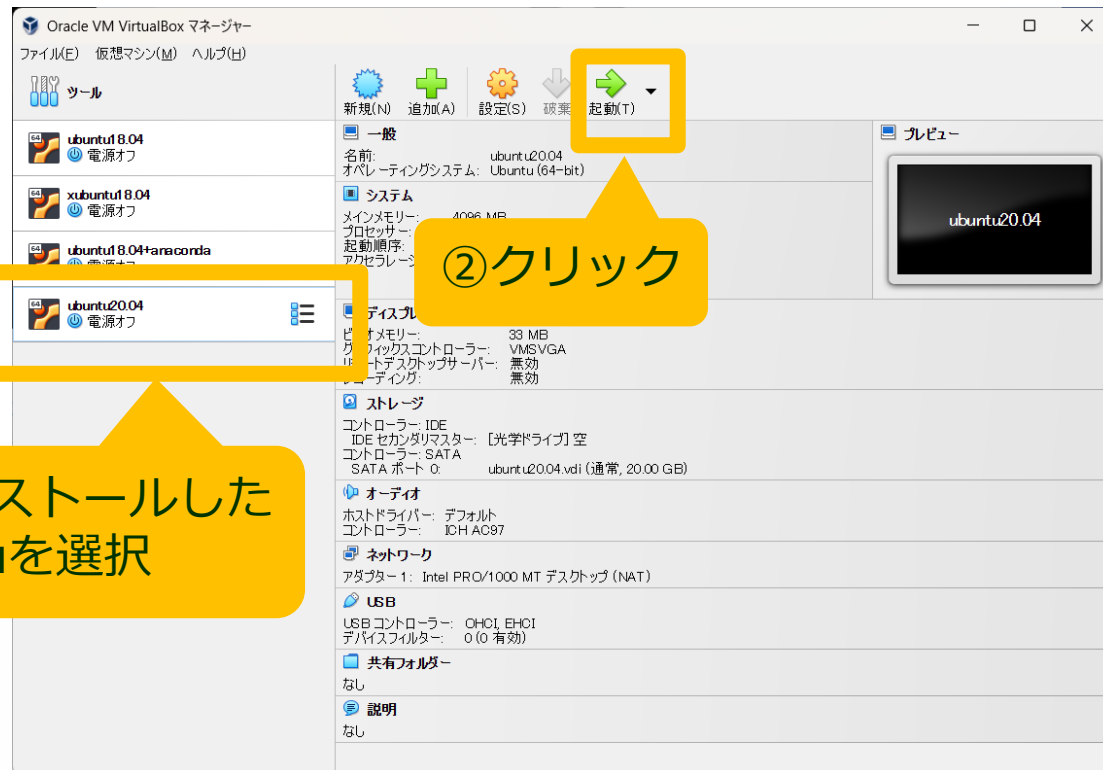 Oracle VM VirtualBox マネージャー
ファイル(F) 仮想マシン(M) ヘルプ(H)
ツール
新規(N) 追加(A) 設定(S) 破棄 起動(T)
ubuntu18.04
電源オフ
xubuntu18.04
電源オフ
ubuntu18.04+anaconda
ubuntu20.04
電源オフ
一般
名前: ubuntu20.04
オペレーティングシステム: Ubuntu (64-bit)
システム
メインメモリー: 4096 MB
プロセッサー:
起動順序:
アクセラレーシ
②クリック
ディスプレ
ビデオメモリー: 33 MB
グラフィックスコントローラー: VMSVGA
リモートデスクトップサーバー: 無効
レコーディング: 無効
ストレージ
コントローラー: IDE
IDE セカンダリマスター: [光学ドライブ] 空
コントローラー: SATA
SATA ポート 0: ubuntu20.04.vdi (通常, 20.00 GB)
オーディオ
ホストドライバー: デフォルト
コントローラー: ICH AC97
ネットワーク
アダプター 1: Intel PRO/1000 MT デスクトップ (NAT)
USB
USB コントローラー: OHCI, EHCI
デバイスフィルター: 0 (0 有効)
共有フォルダー
なし
説明
なし
プレビュー
ubuntu20.04
ストールした
を選択